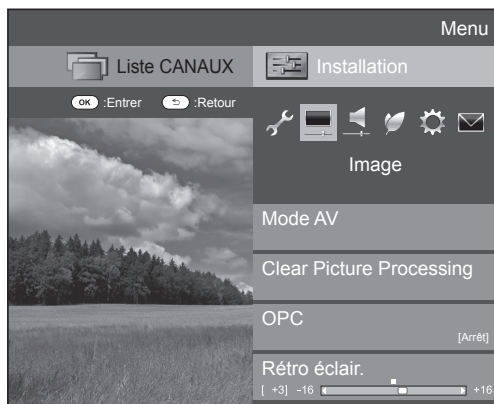 Menu
Liste CANAUX
Installation
OK :Entrer :Retour
Image
Mode AV
Clear Picture Processing
OPC
[Arrêt]
Rétro éclair.
[ +3] -16 +16